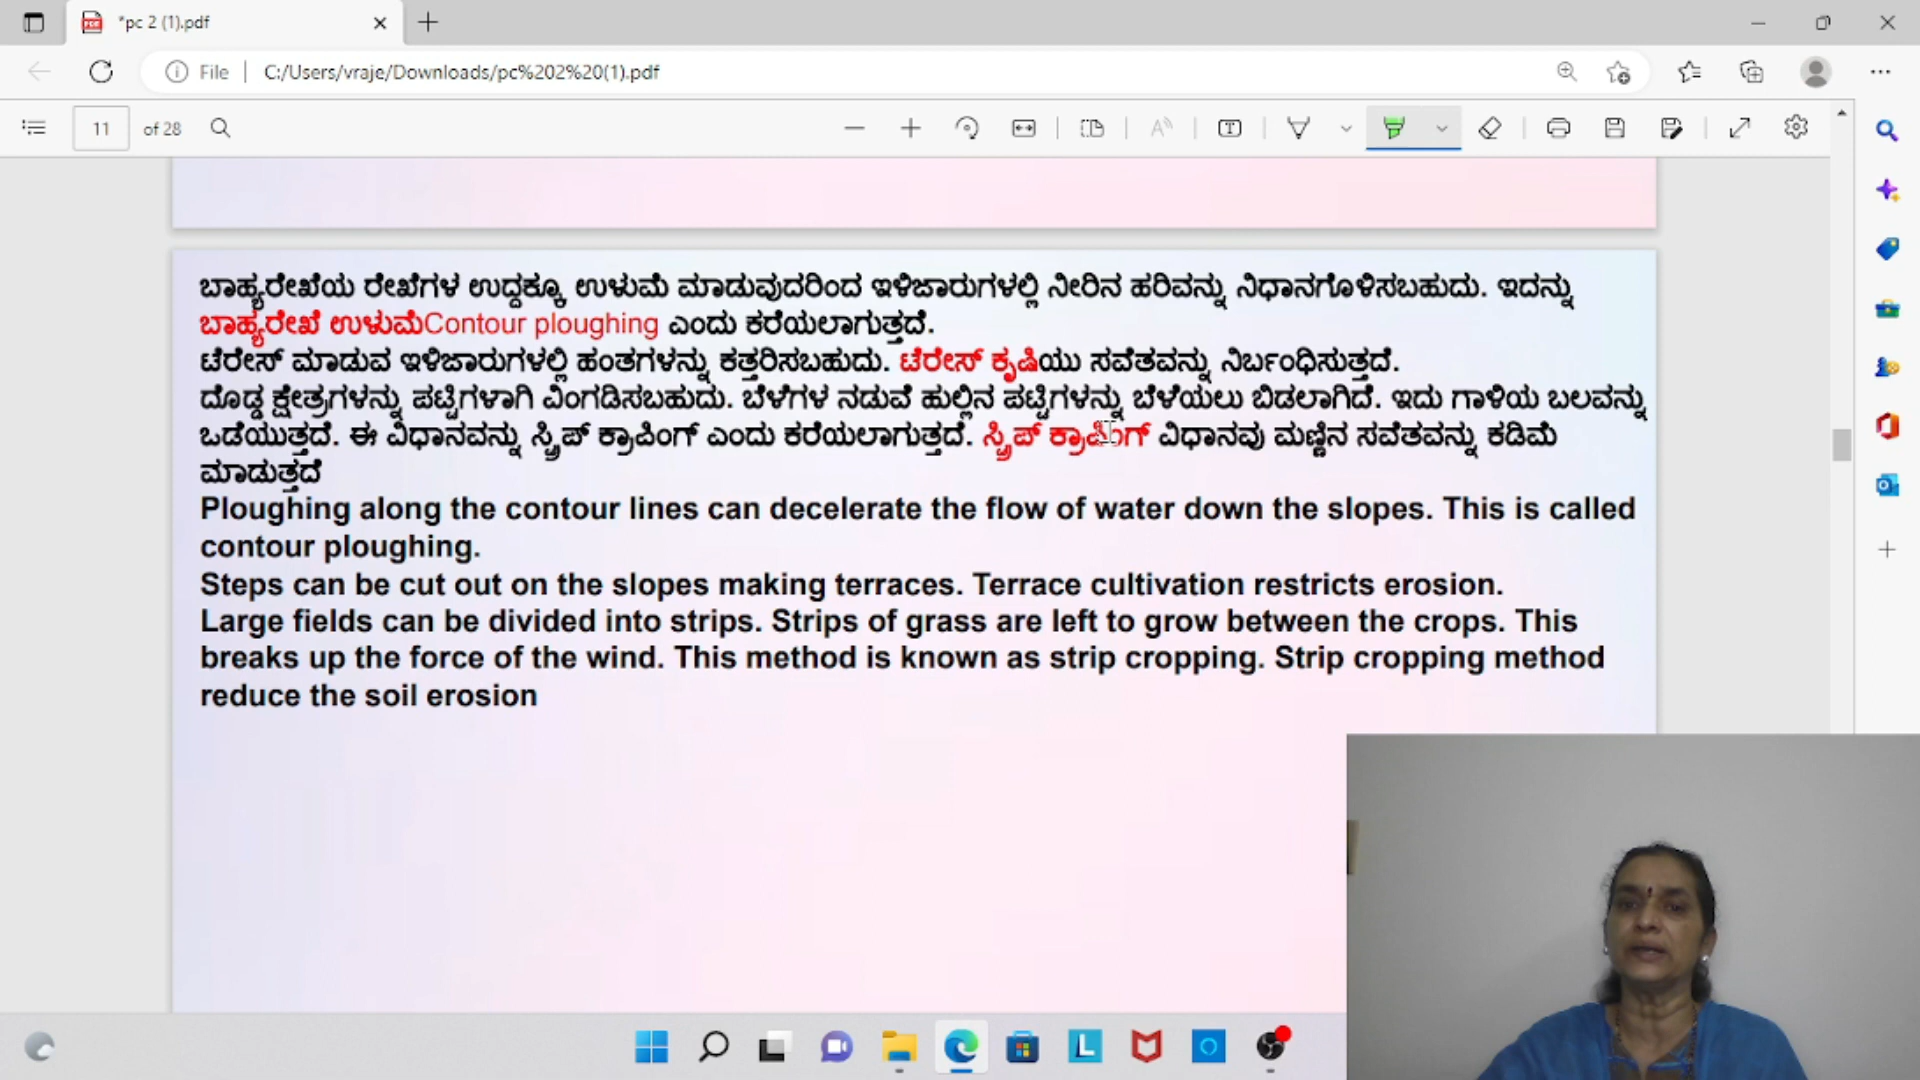 *pc 2 (1).pdf
File
C:/Users/vraje/Downloads/pc%202%20(1).pdf
11 of 28
ಬಾಹ್ಯರೇಖೆಯ ರೇಖೆಗಳ ಉದ್ದಕ್ಕೂ ಉಳುಮೆ ಮಾಡುವುದರಿಂದ ಇಳಿಜಾರುಗಳಲ್ಲಿ ನೀರಿನ ಹರಿವನ್ನು ನಿಧಾನಗೊಳಿಸಬಹುದು. ಇದನ್ನು
ಬಾಹ್ಯರೇಖೆ ಉಳುಮೆContour ploughing ಎಂದು ಕರೆಯಲಾಗುತ್ತದೆ.
ಟೆರೇಸ್ ಮಾಡುವ ಇಳಿಜಾರುಗಳಲ್ಲಿ ಹಂತಗಳನ್ನು ಕತ್ತರಿಸಬಹುದು. ಟೆರೇಸ್ ಕೃಷಿಯು ಸವೆತವನ್ನು ನಿರ್ಬಂಧಿಸುತ್ತದೆ.
ದೊಡ್ಡ ಕ್ಷೇತ್ರಗಳನ್ನು ಪಟ್ಟಿಗಳಾಗಿ ವಿಂಗಡಿಸಬಹುದು. ಬೆಳೆಗಳ ನಡುವೆ ಹುಲ್ಲಿನ ಪಟ್ಟಿಗಳನ್ನು ಬೆಳೆಯಲು ಬಿಡಲಾಗಿದೆ. ಇದು ಗಾಳಿಯ ಬಲವನ್ನು
ಒಡೆಯುತ್ತದೆ. ಈ ವಿಧಾನವನ್ನು ಸ್ಟ್ರಿಪ್ ಕ್ರಾಪಿಂಗ್ ಎಂದು ಕರೆಯಲಾಗುತ್ತದೆ. ಸ್ಟ್ರಿಪ್ ಕ್ರಾಪಿಂಗ್ ವಿಧಾನವು ಮಣ್ಣಿನ ಸವೆತವನ್ನು ಕಡಿಮೆ
ಮಾಡುತ್ತದೆ
Ploughing along the contour lines can decelerate the flow of water down the slopes. This is called
contour ploughing.
Steps can be cut out on the slopes making terraces. Terrace cultivation restricts erosion.
Large fields can be divided into strips. Strips of grass are left to grow between the crops. This
breaks up the force of the wind. This method is known as strip cropping. Strip cropping method
reduce the soil erosion